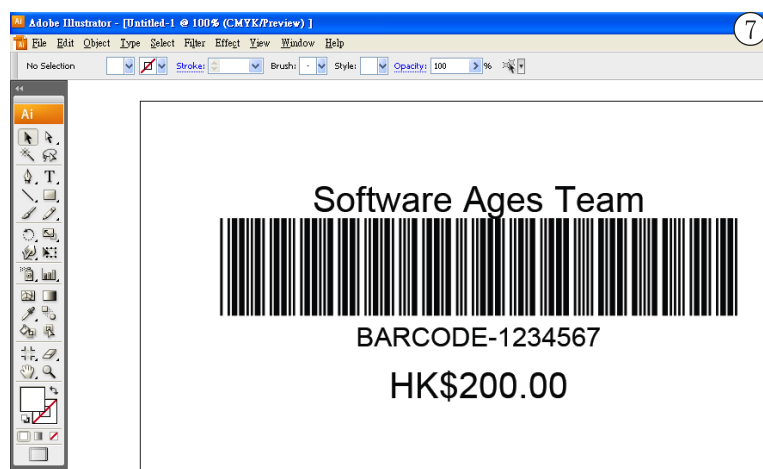 Ai Adobe Illustrator - [Untitled-1 @ 100% (CMYK/Preview) ]
7
File Edit Object Type Select Filter Effect View Window Help
No Selection Stroke: Brush: Style: Opacity: 100 %
Ai
T
Software Ages Team
BARCODE-1234567
HK$200.00